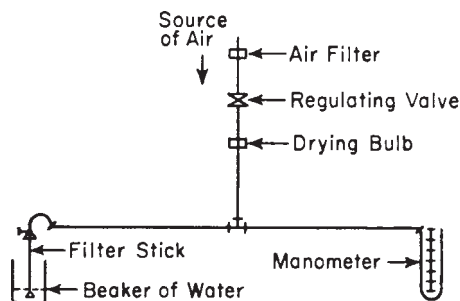 Source
of Air
Air Filter
Regulating Valve
Drying Bulb
Filter Stick
Manometer
Beaker of Water